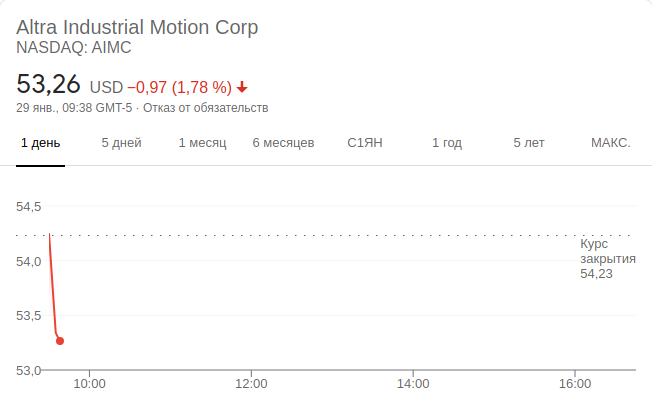 Altra Industrial Motion Corp
NASDAQ: AIMC
53,26 USD −0,97 (1,78 %)
29 янв., 09:38 GMT-5 · Отказ от обязательств
1 день 5 дней 1 месяц 6 месяцев С1ЯН 1 год 5 лет МАКС.
54,5
Курс
закрытия
54,23
54,0
53,5
53,0
10:00 12:00 14:00 16:00